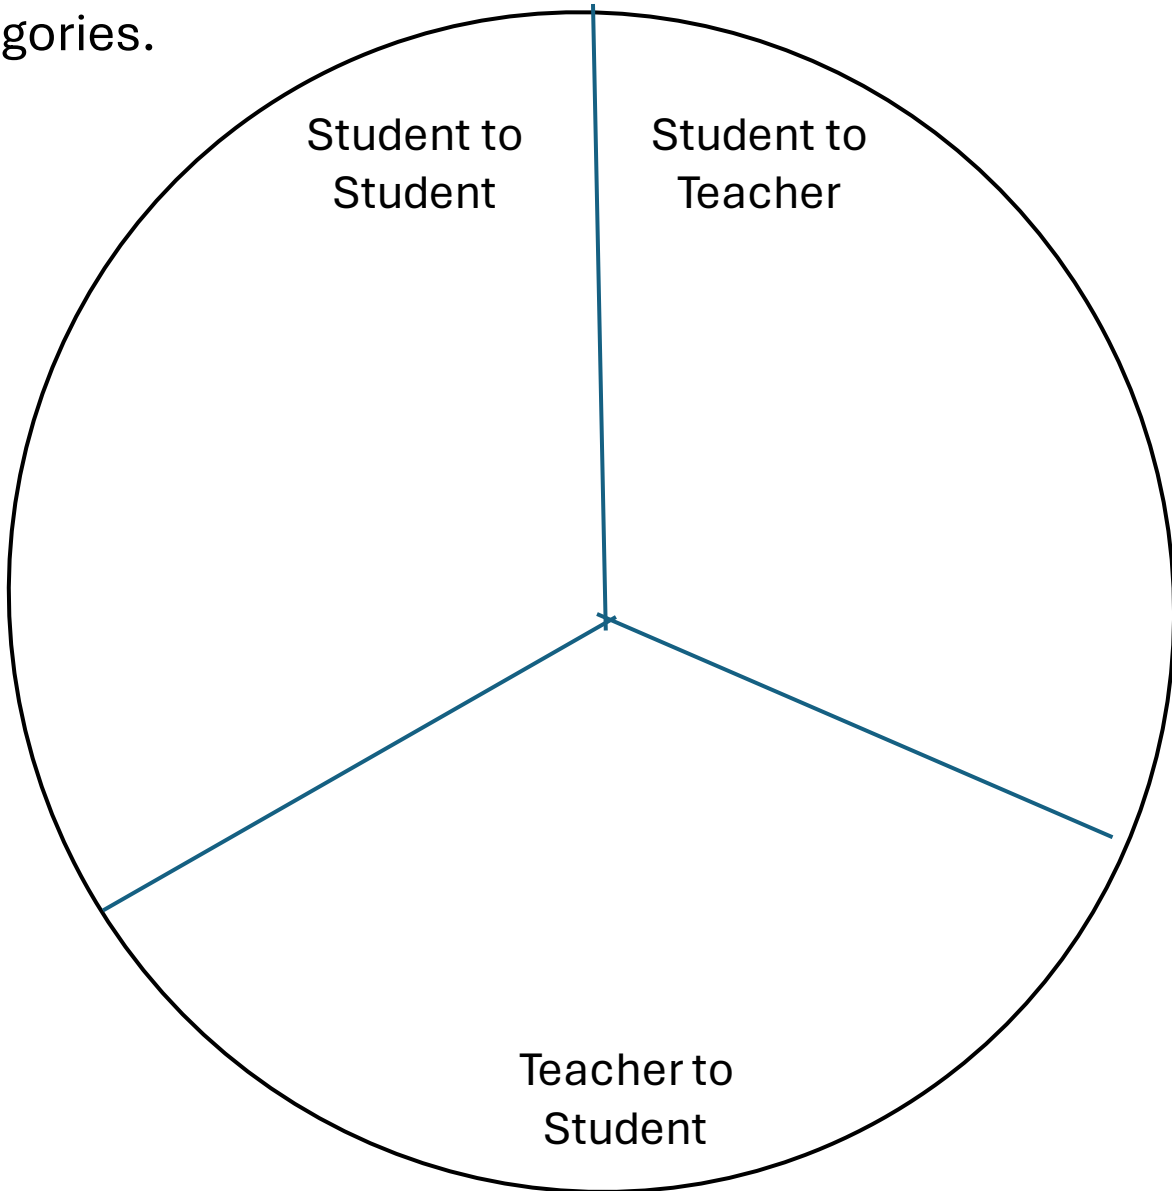 gories.
Student to
Student
Student to
Teacher
Teacher to
Student